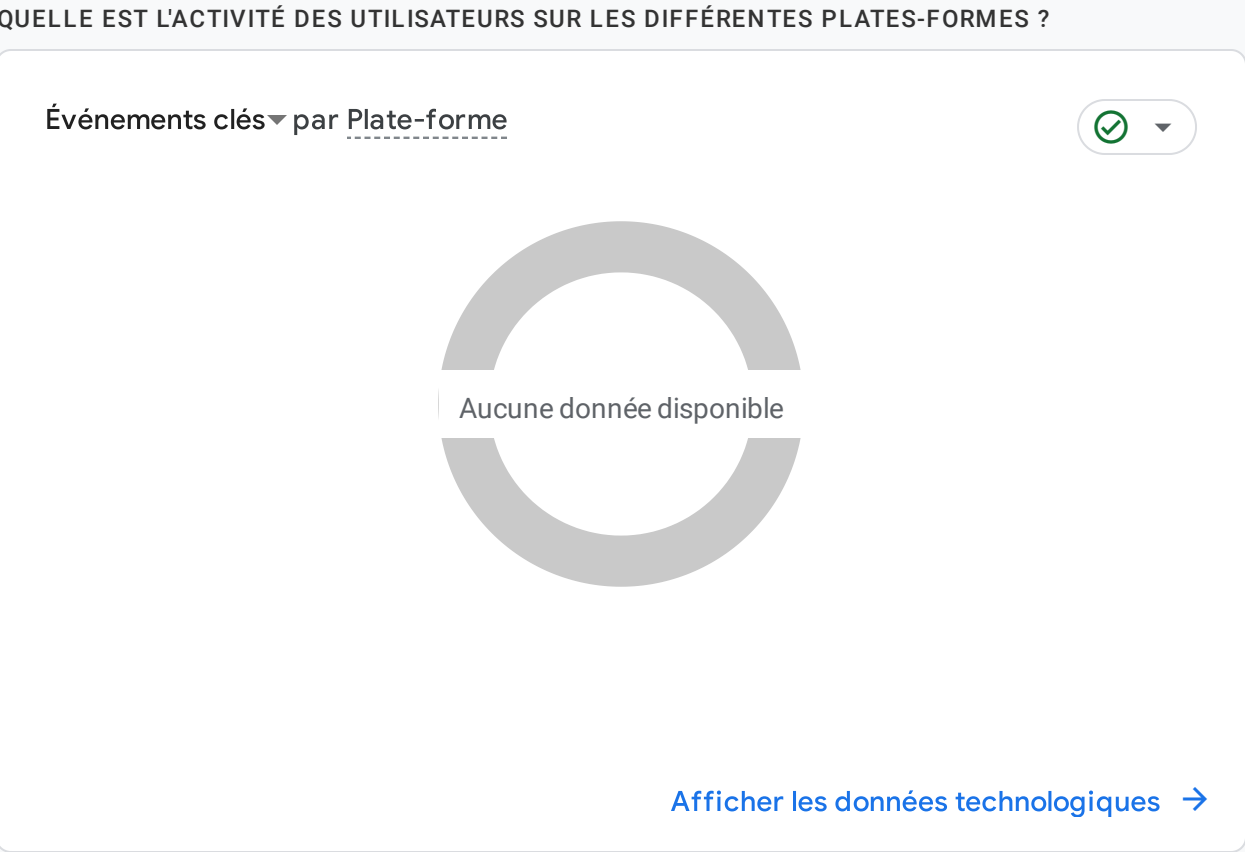 QUELLE EST L'ACTIVITÉ DES UTILISATEURS SUR LES DIFFÉRENTES PLATES-FORMES ?
Événements clés par Plate-forme
Aucune donnée disponible
Afficher les données technologiques